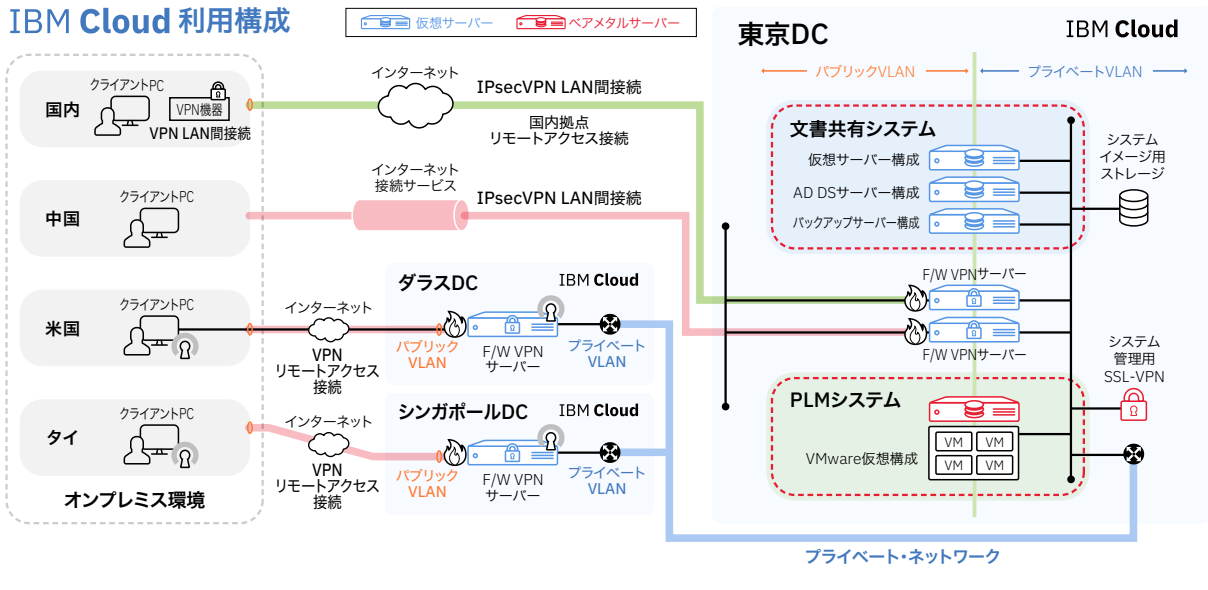 IBM Cloud 利用構成
仮想サーバー
ベアメタルサーバー
国内
クライアントPC
VPN機器
VPN LAN間接続
中国
クライアントPC
米国
クライアントPC
タイ
クライアントPC
オンプレミス環境
インターネット
IPsecVPN LAN間接続
国内拠点
リモートアクセス接続
インターネット
接続サービス
IPsecVPN LAN間接続
インターネット
VPN
リモートアクセス
接続
インターネット
VPN
リモートアクセス
接続
ダラスDC
IBM Cloud
パブリック
VLAN
F/W VPN
サーバー
プライベート
VLAN
シンガポールDC
IBM Cloud
パブリック
VLAN
F/W VPN
サーバー
プライベート
VLAN
東京DC
IBM Cloud
パブリックVLAN
プライベートVLAN
文書共有システム
仮想サーバー構成
AD DSサーバー構成
バックアップサーバー構成
システム
イメージ用
ストレージ
F/W VPNサーバー
F/W VPNサーバー
システム
管理用
SSL-VPN
PLMシステム
VMware仮想構成
VM
VM
VM
VM
プライベート・ネットワーク